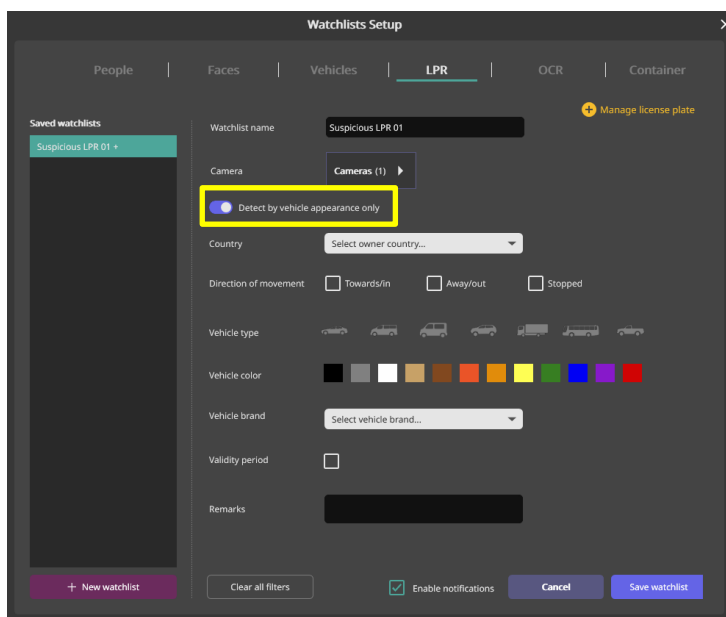 Watchlists Setup
People | Faces | Vehicles | LPR | OCR | Container
Manage license plate
Saved watchlists
Suspicious LPR 01 +
Watchlist name Suspicious LPR 01
Camera Cameras (1)
Detect by vehicle appearance only
Country Select owner country...
Direction of movement Towards/in Away/out Stopped
Vehicle type
Vehicle color
Vehicle brand Select vehicle brand...
Validity period
Remarks
+ New watchlist Clear all filters Enable notifications Cancel Save watchlist